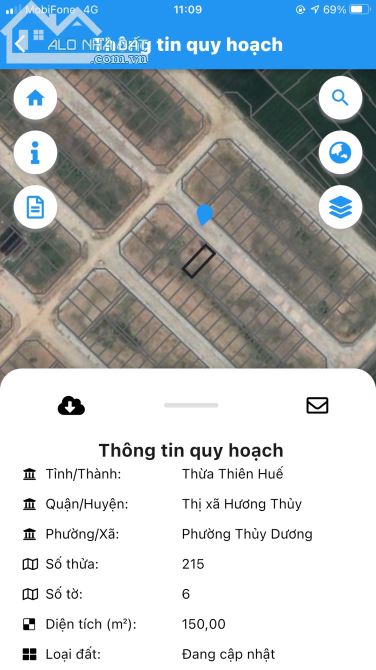 MobiFone 4G 11:09 69%
Thông tin quy hoạch
ALO NHÀ ĐẤT
.com.vn
Thông tin quy hoạch
Tỉnh/Thành: Thừa Thiên Huế
Quận/Huyện: Thị xã Hương Thủy
Phường/Xã: Phường Thủy Dương
Số thửa: 215
Số tờ: 6
Diện tích (m²): 150,00
Loại đất: Đang cập nhật